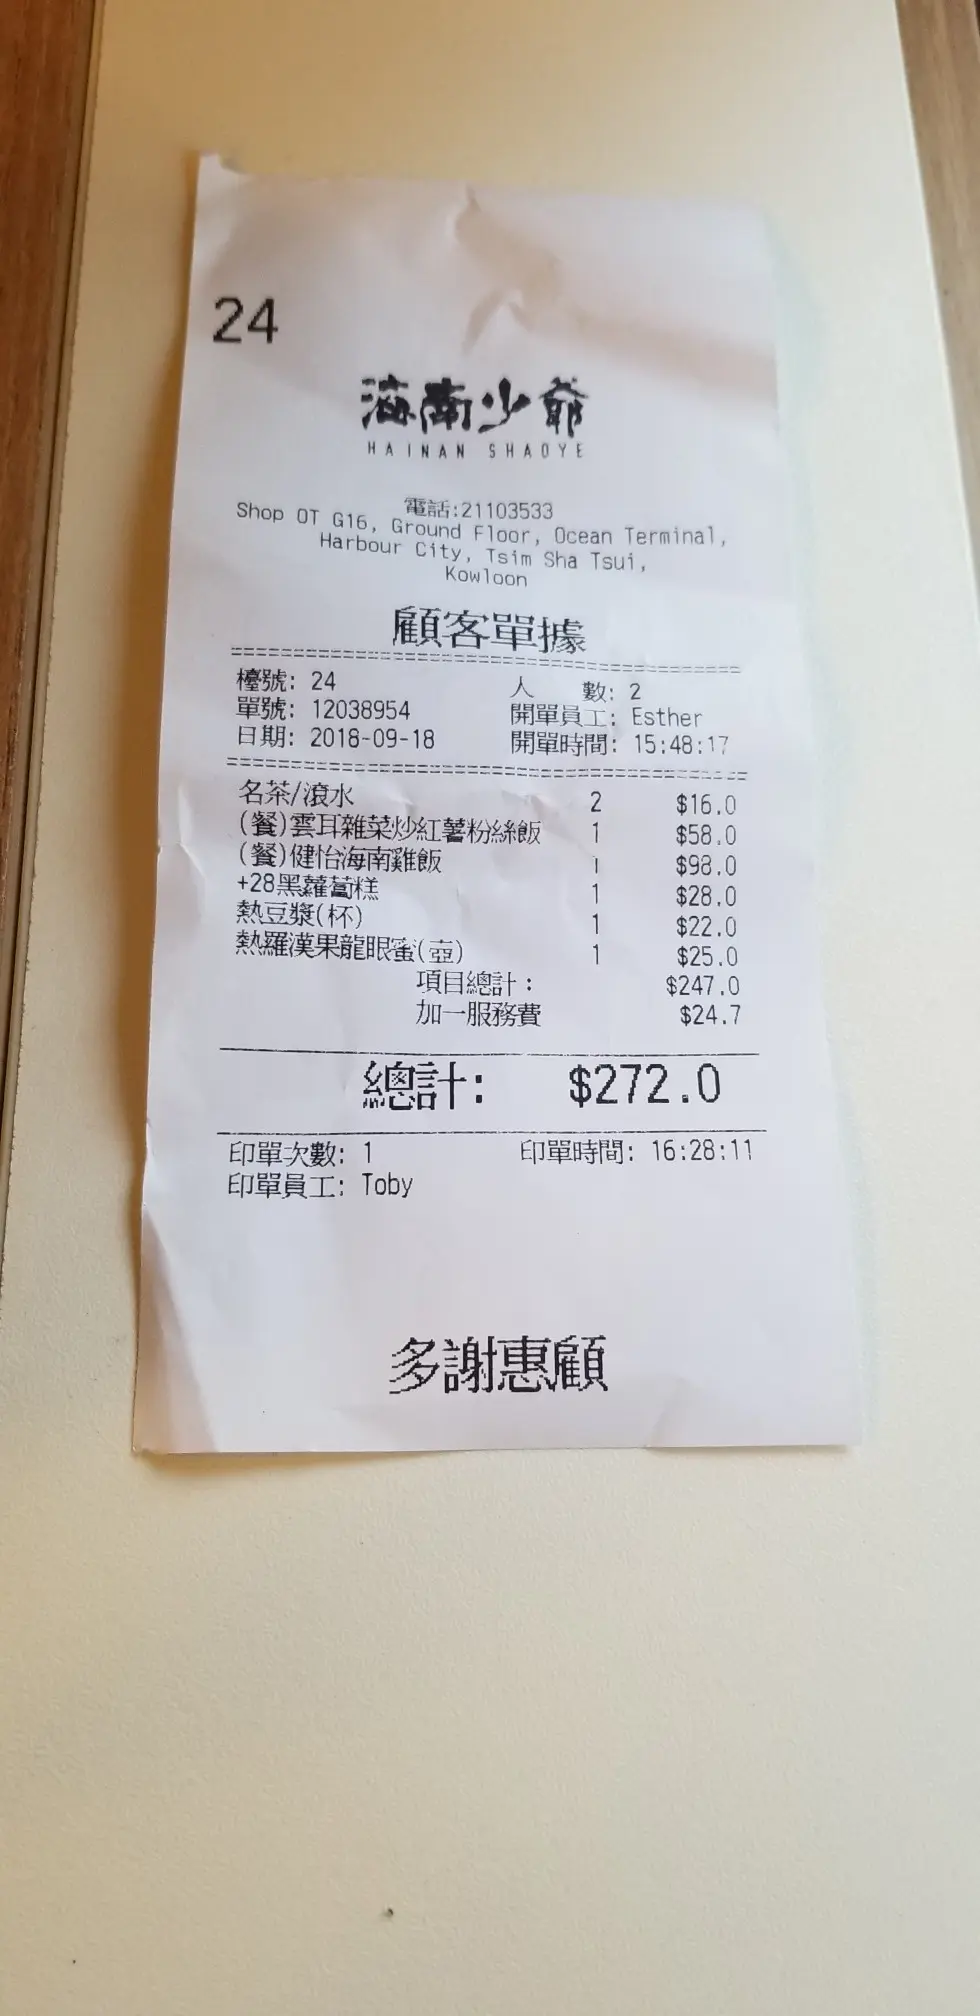 24
海南少爺
HAINAN SHAOYE
電話:21103533
Shop OT G16, Ground Floor, Ocean Terminal,
Harbour City, Tsim Sha Tsui,
Kowloon
顧客單據
檯號: 24 人 數: 2
單號: 12038954 開單員工: Esther
日期: 2018-09-18 開單時間: 15:48:17
名茶/滾水 2 $16.0
(餐)雲耳雜菜炒紅薯粉絲飯 1 $58.0
(餐)健怡海南雞飯 1 $98.0
+28黑蘿蔔糕 1 $28.0
熱豆漿(杯) 1 $22.0
熱羅漢果龍眼蜜(壺) 1 $25.0
項目總計: $247.0
加一服務費 $24.7
總計: $272.0
印單次數: 1 印單時間: 16:28:11
印單員工: Toby
多謝惠顧